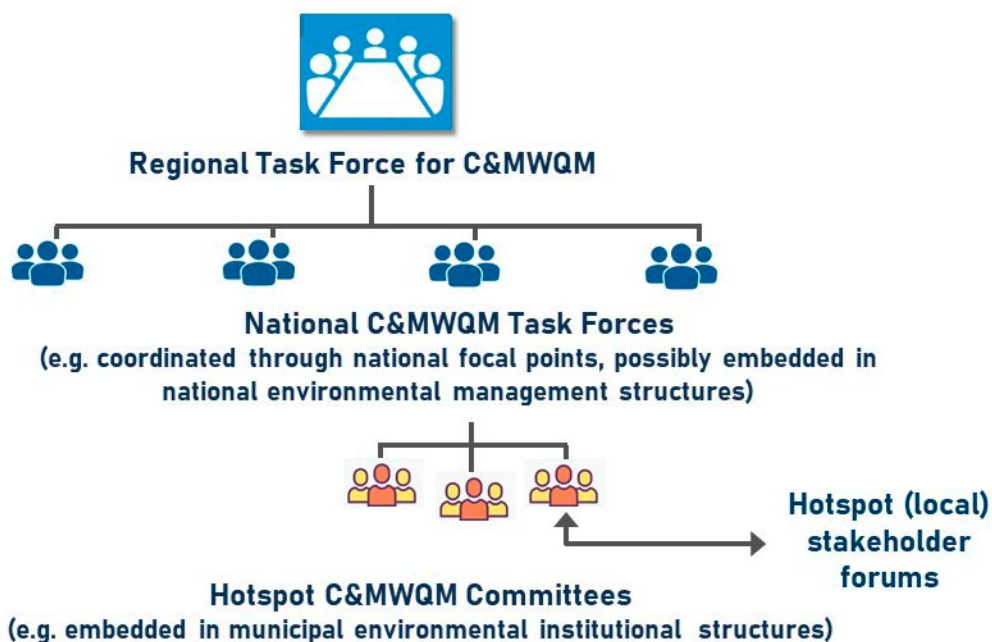 Regional Task Force for C&MWQM
National C&MWQM Task Forces
(e.g. coordinated through national focal points, possibly embedded in
national environmental management structures)
Hotspot (local)
stakeholder
forums
Hotspot C&MWQM Committees
(e.g. embedded in municipal environmental institutional structures)